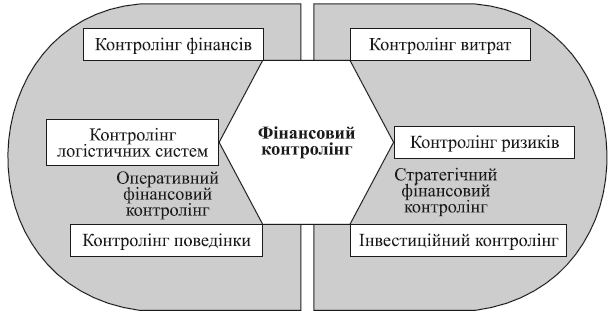 Контролінг фінансів
Контролінг витрат
Фінансовий
контролінг
Контролінг
логістичних систем
Контролінг ризиків
Оперативний
фінансовий
контролінг
Стратегічний
фінансовий
контролінг
Контролінг поведінки
Інвестиційний контролінг